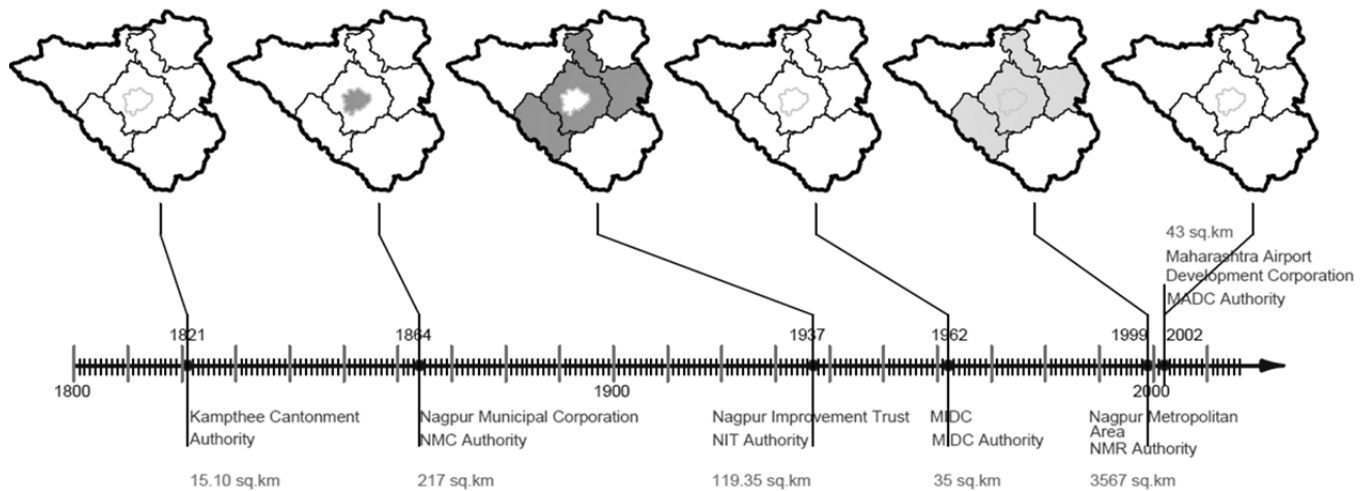 43 sq.km
Maharashtra Airport
Development Corporation
MADC Authority
1821
1864
1937
1962
1999
2002
1800
1900
2000
Kampthee Cantonment
Authority
15.10 sq.km
Nagpur Municipal Corporation
NMC Authority
217 sq.km
Nagpur Improvement Trust
NIT Authority
119.35 sq.km
MIDC
MIDC Authority
35 sq.km
Nagpur Metropolitan
Area
NMR Authority
3567 sq.km